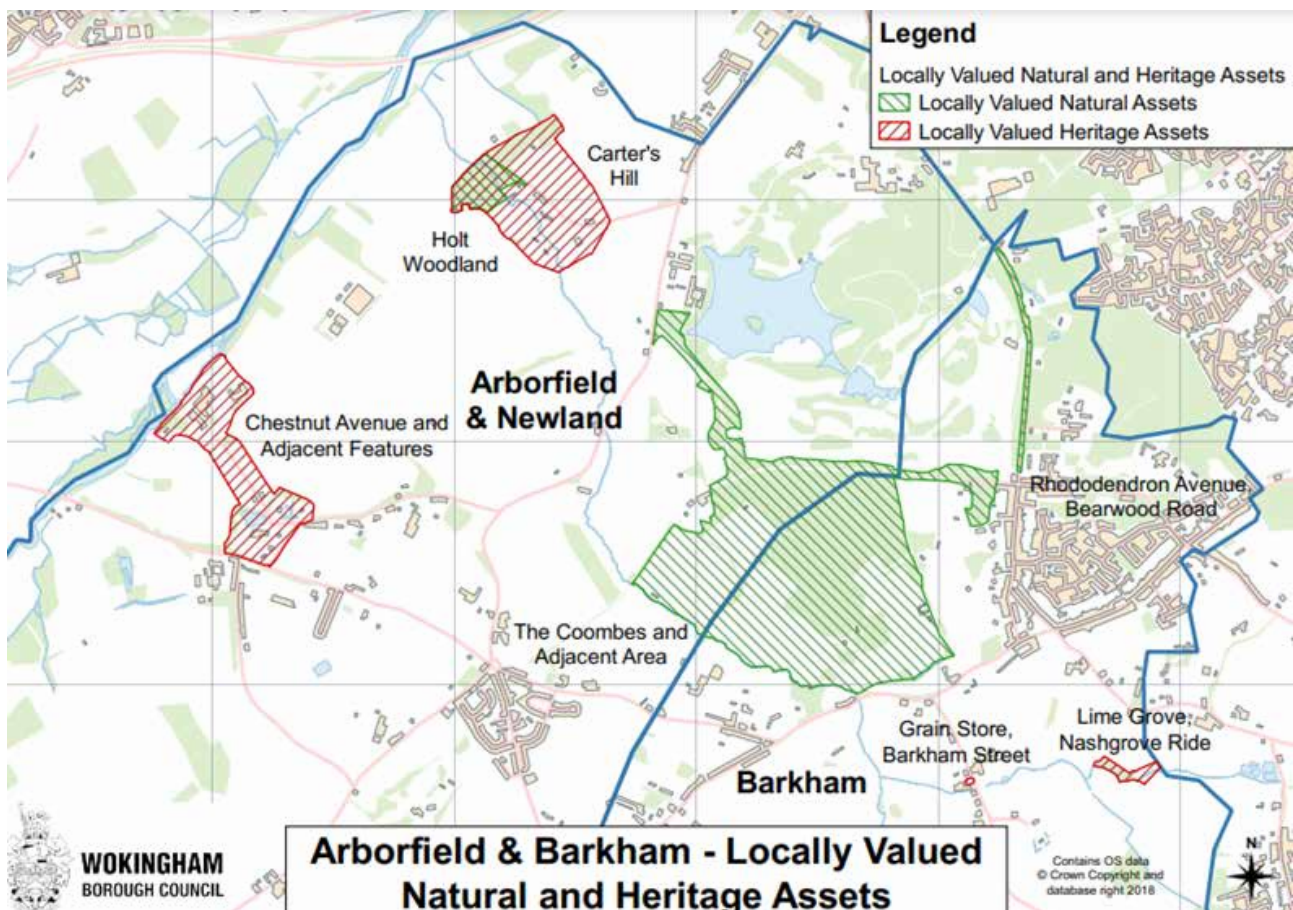 Legend
Locally Valued Natural and Heritage Assets
Locally Valued Natural Assets
Locally Valued Heritage Assets
Carter's
Hill
Holt
Woodland
Arborfield
& Newland
Chestnut Avenue and
Adjacent Features
Rhododendron Avenue,
Bearwood Road
The Coombes and
Adjacent Area
Grain Store,
Barkham Street
Lime Grove,
Nashgrove Ride
Barkham
WOKINGHAM
BOROUGH COUNCIL
Arborfield & Barkham - Locally Valued
Natural and Heritage Assets
Contains OS data
© Crown Copyright and
database right 2018
N